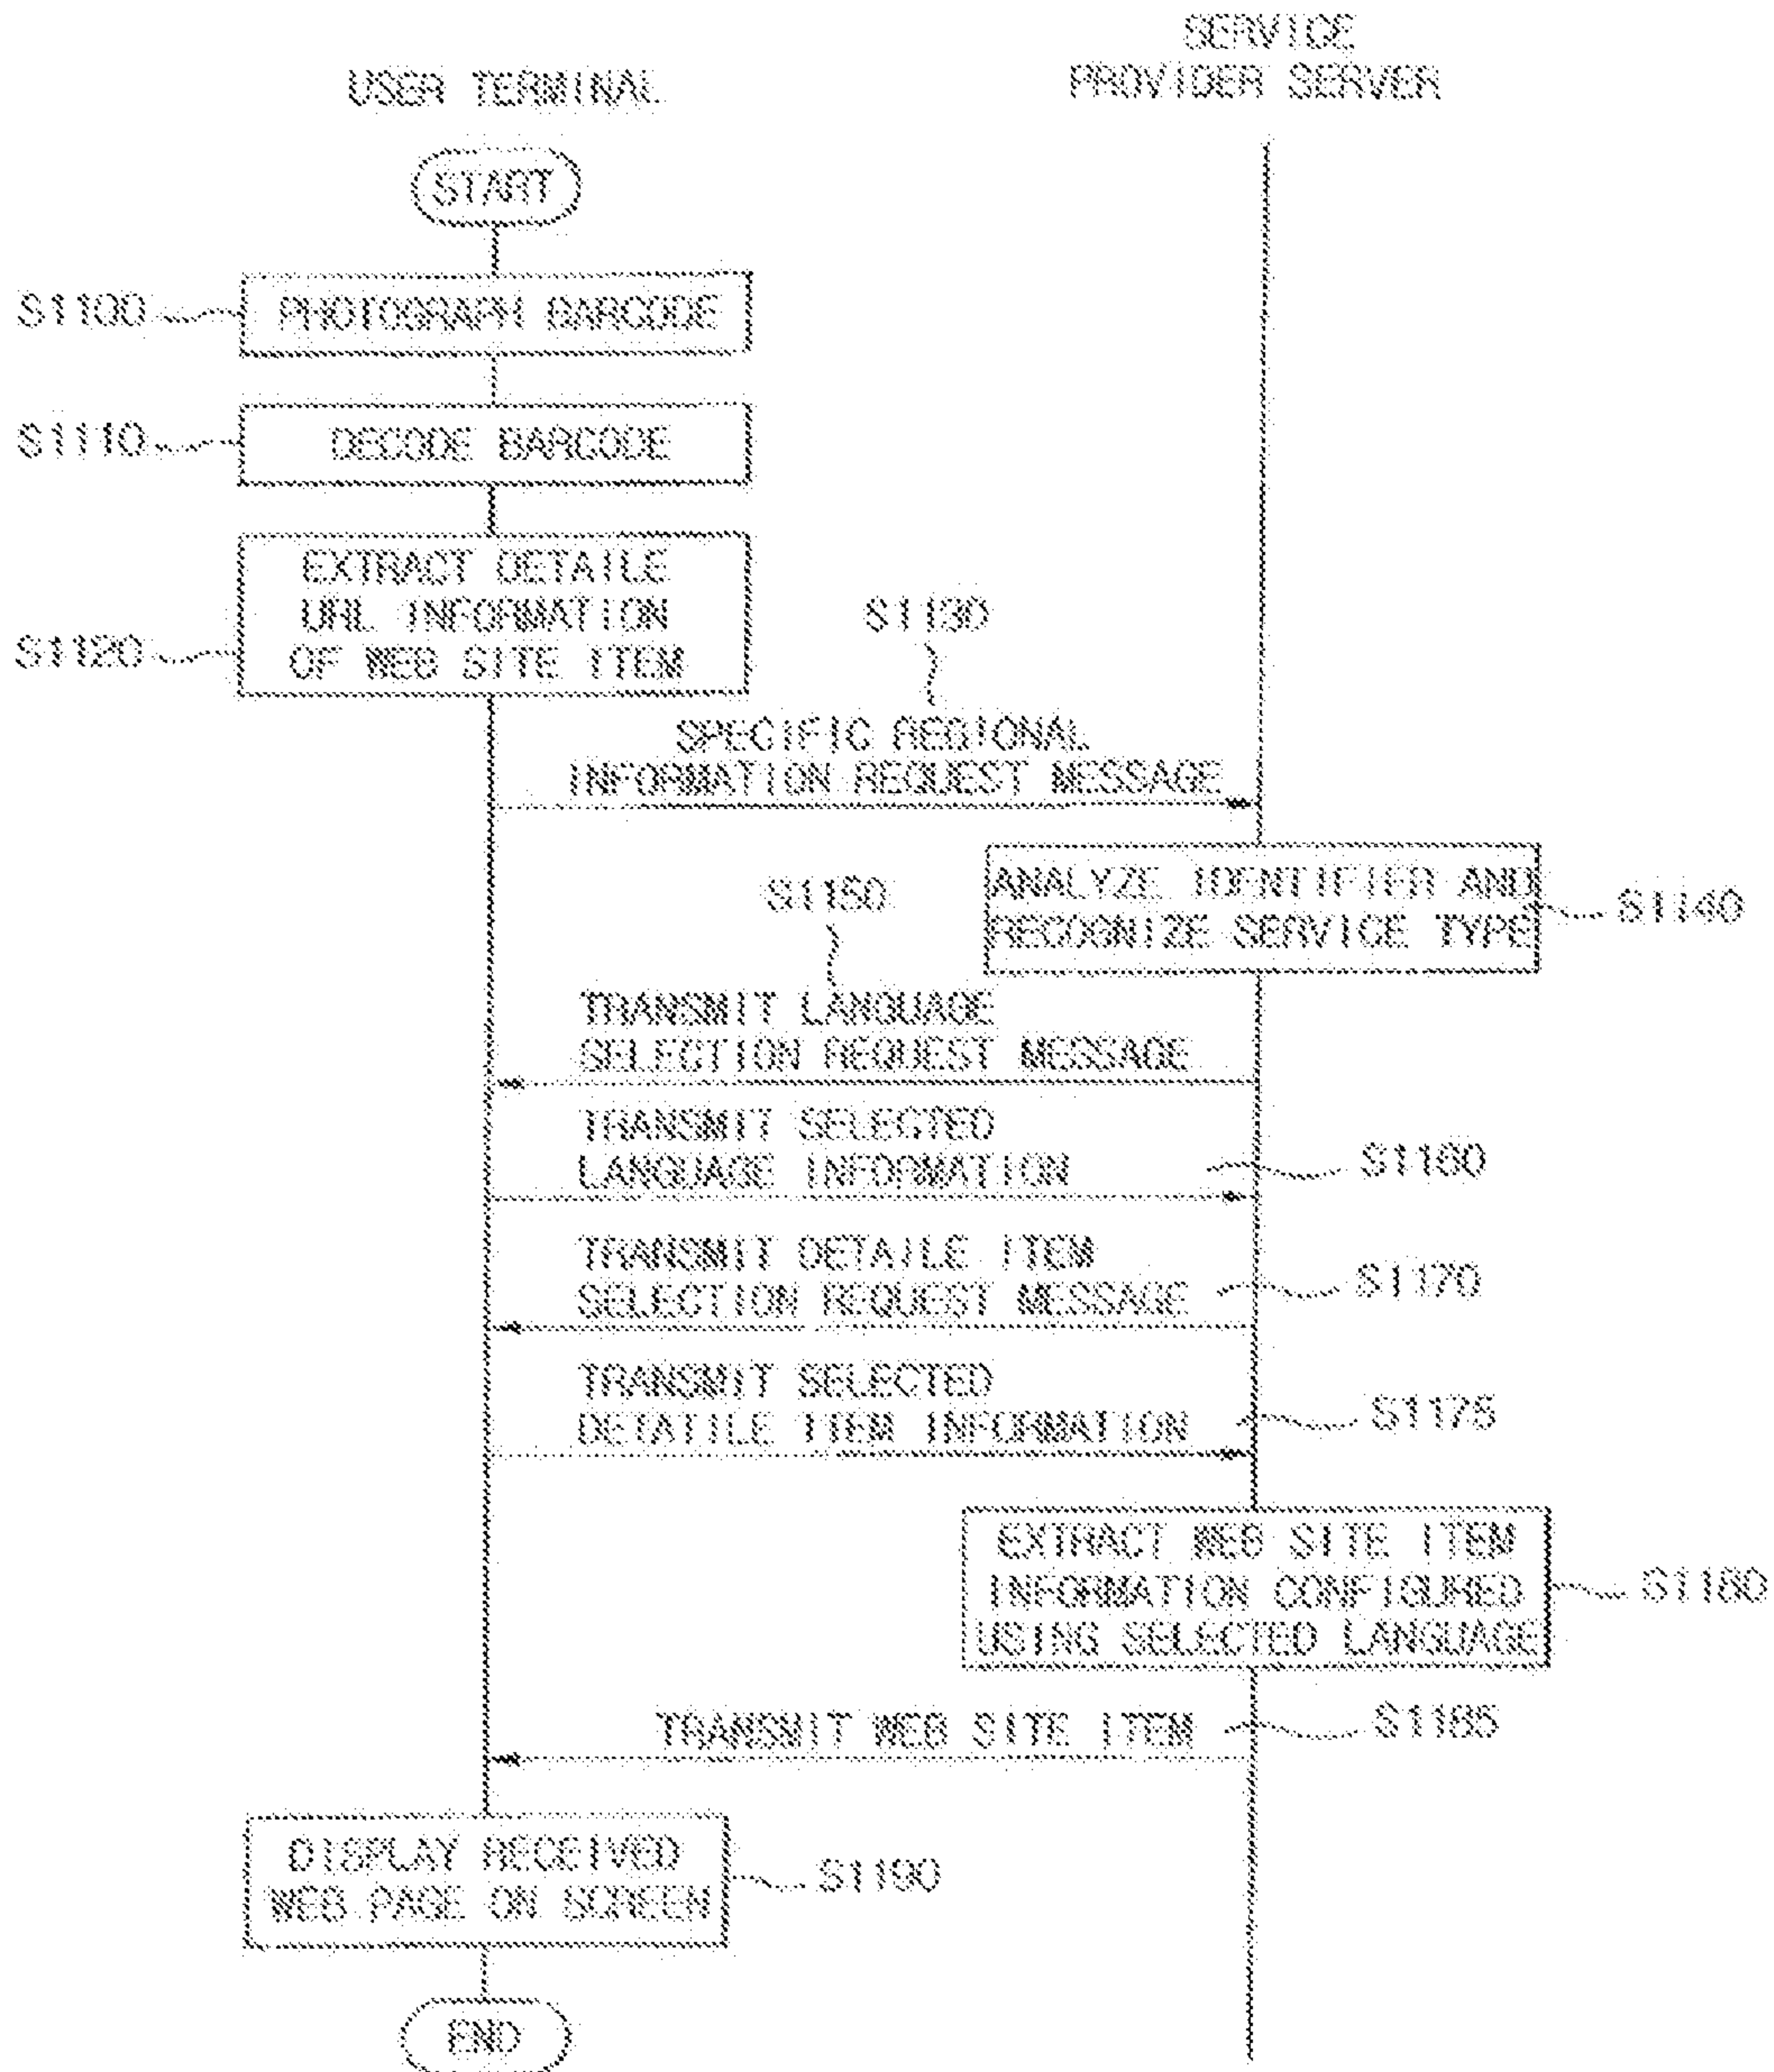 SERVICE
PROVIDER SERVER
USER TERMINAL
START
S1100
PHOTOGRAPH BARCODE
S1110
DECODE BARCODE
EXTRACT DETAILE
URL INFORMATION
OF WEB SITE ITEM
S1120
S1130
SPECIFIC REGIONAL
INFORMATION REQUEST MESSAGE
ANALYZE IDENTIFIER AND
RECOGNIZE SERVICE TYPE
S1140
S1150
TRANSMIT LANGUAGE
SELECTION REQUEST MESSAGE
TRANSMIT SELECTED
LANGUAGE INFORMATION
S1160
TRANSMIT DETAILE ITEM
SELECTION REQUEST MESSAGE
S1170
TRANSMIT SELECTED
DETATILE ITEM INFORMATION
S1175
EXTRACT WEB SITE ITEM
INFORMATION CONFIGURED
USING SELECTED LANGUAGE
S1180
TRANSMIT WEB SITE ITEM
S1185
DISPLAY RECEIVED
WEB PAGE ON SCREEN
S1190
END